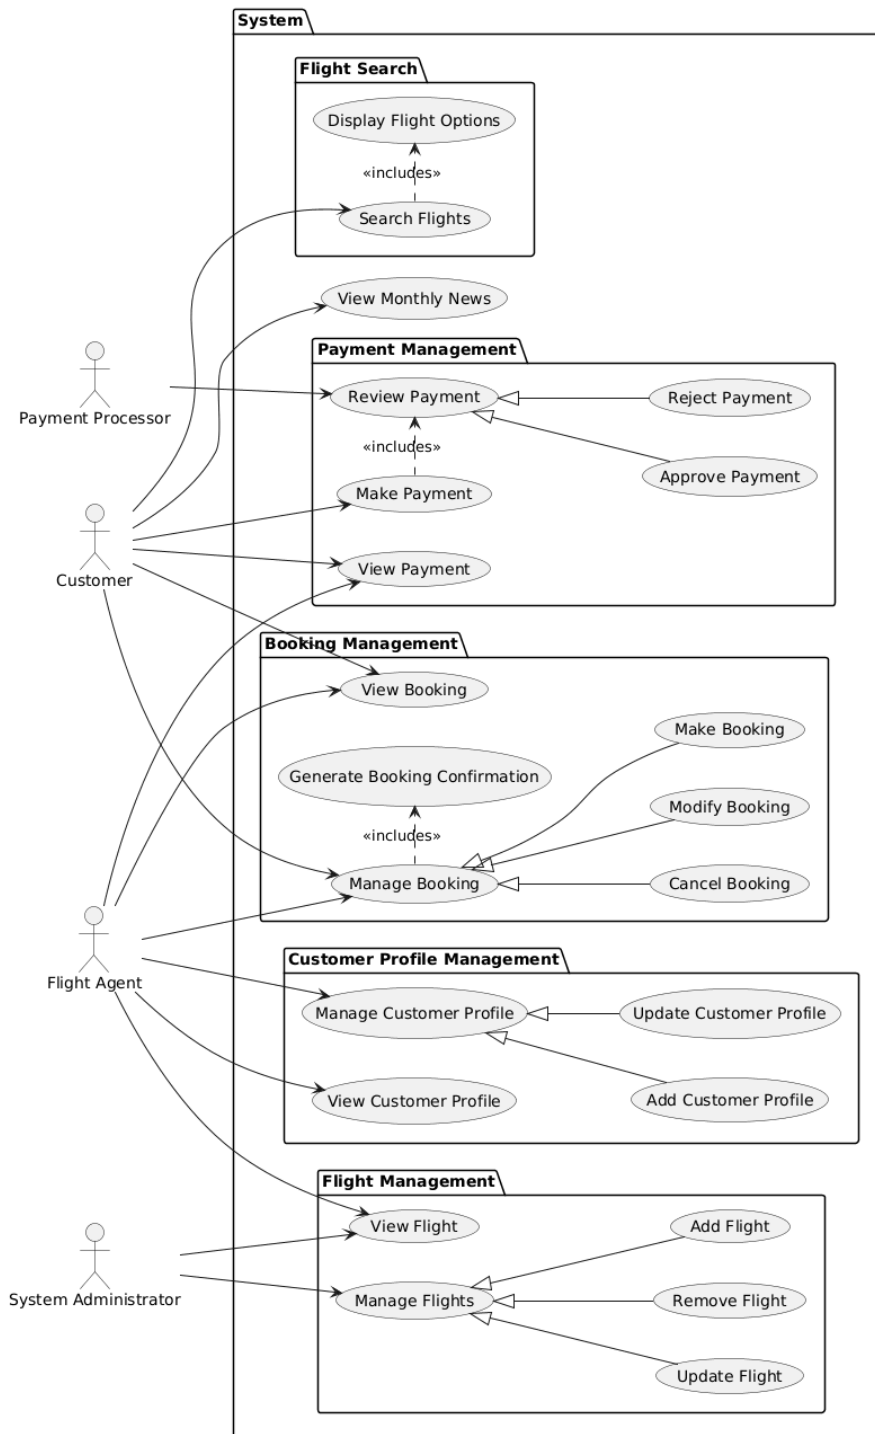 System
Flight Search
Display Flight Options
«includes»
Search Flights
View Monthly News
Payment Management
Review Payment
Reject Payment
Payment Processor
«includes»
Approve Payment
Make Payment
View Payment
Customer
Booking Management
View Booking
Make Booking
Generate Booking Confirmation
Modify Booking
«includes»
Manage Booking
Cancel Booking
Customer Profile Management
Flight Agent
Manage Customer Profile
Update Customer Profile
View Customer Profile
Add Customer Profile
Flight Management
View Flight
Add Flight
System Administrator
Manage Flights
Remove Flight
Update Flight